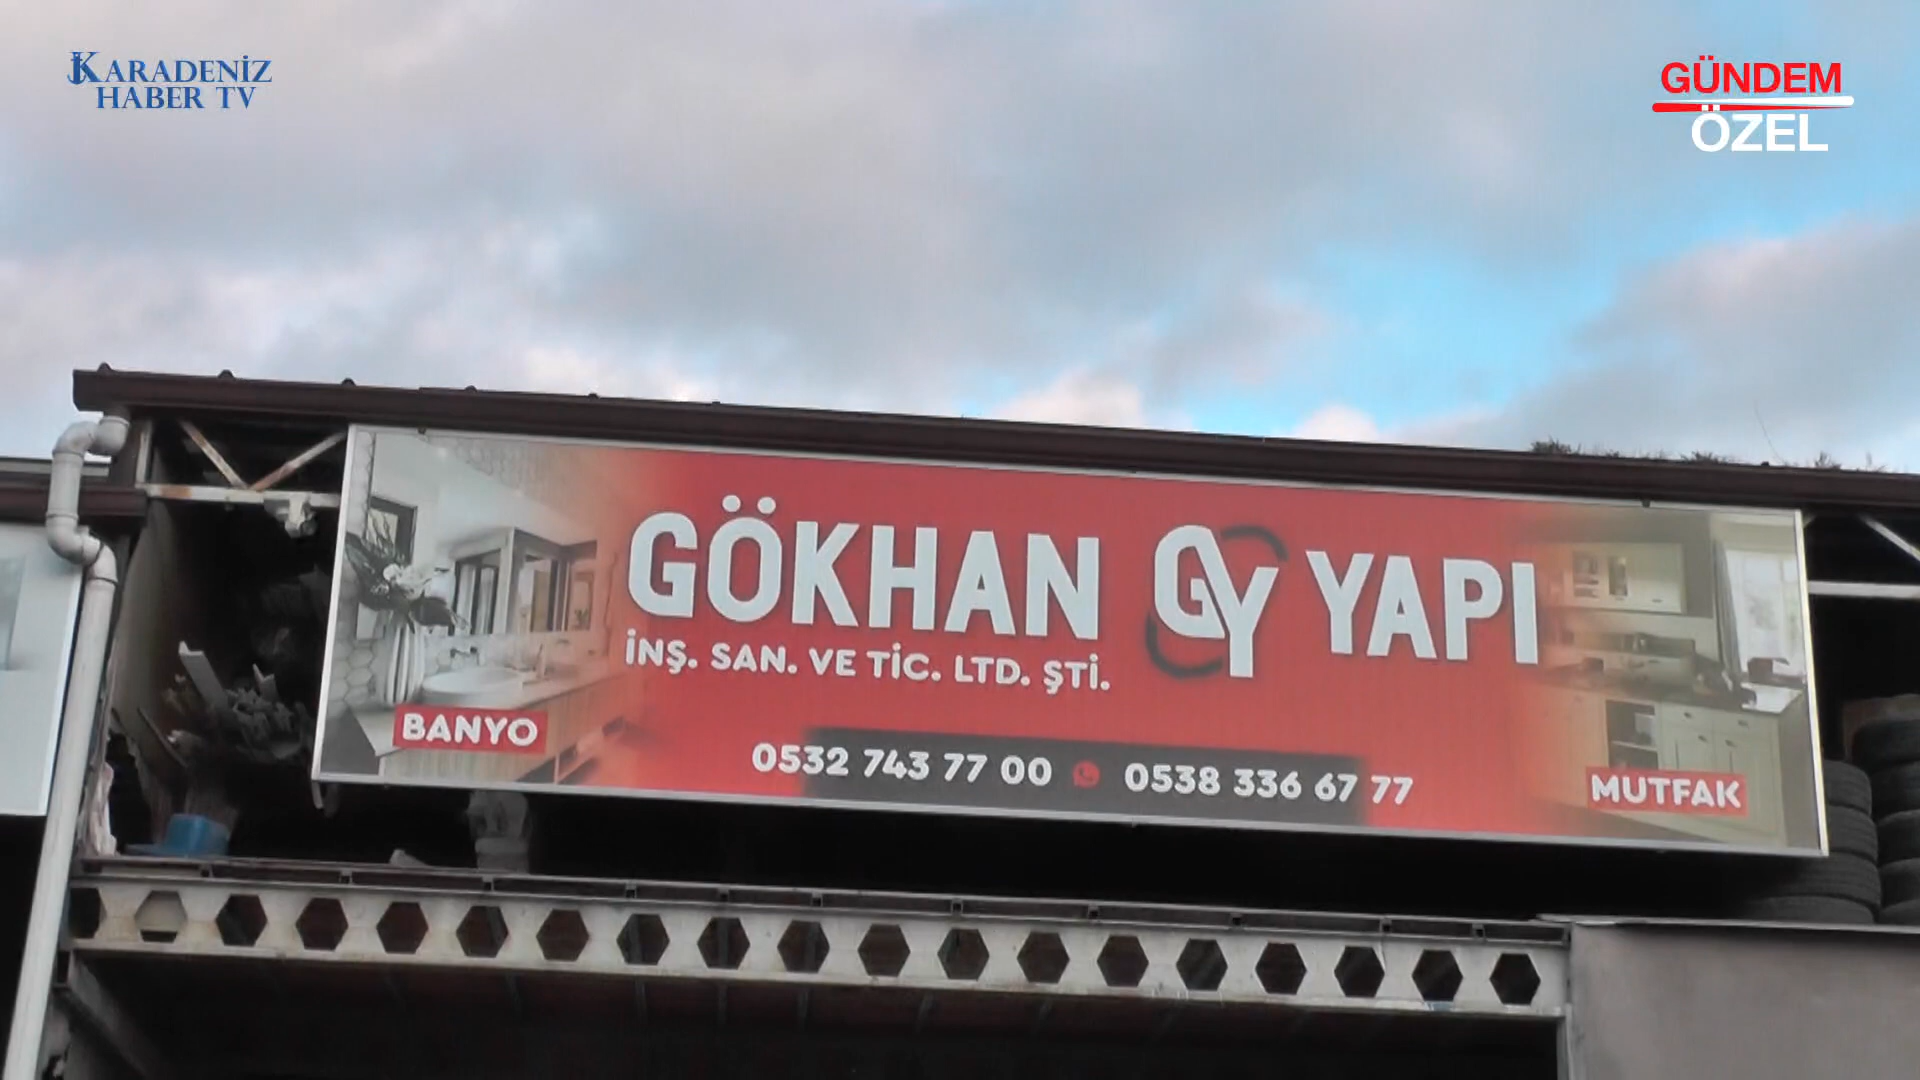 KARADENİZ
HABER TV
GÜNDEM
ÖZEL
GÖKHAN GY YAPI
İNŞ. SAN. VE TİC. LTD. ŞTİ.
BANYO
0532 743 77 00 0538 336 67 77
MUTFAK